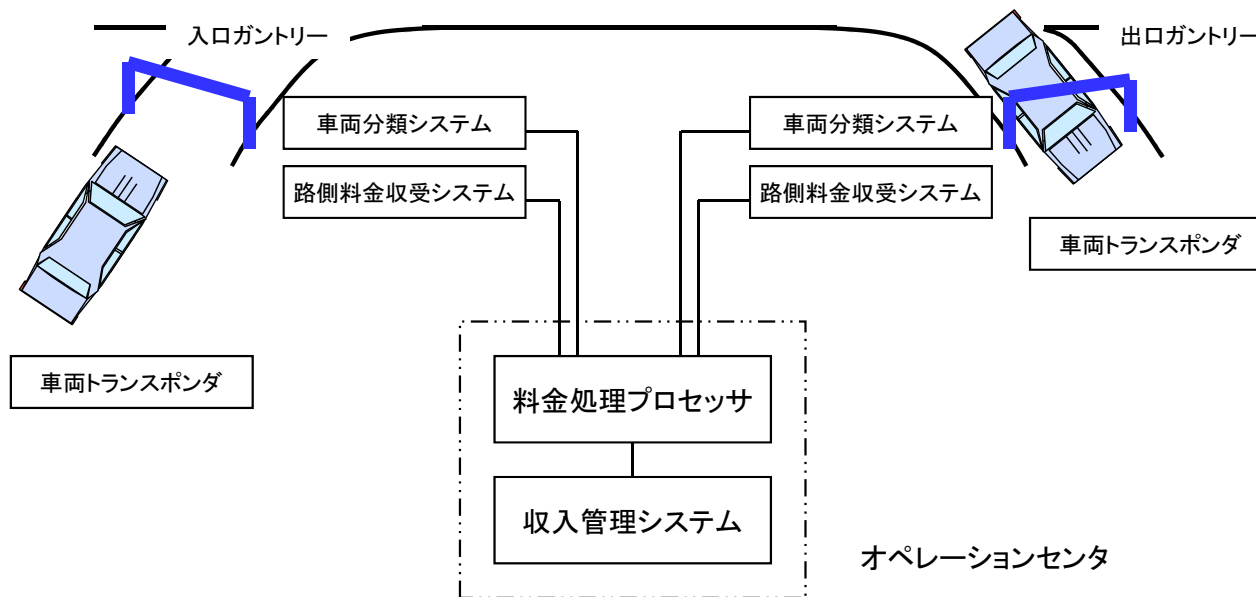 入口ガントリー
出口ガントリー
車両分類システム
車両分類システム
路側料金収受システム
路側料金収受システム
車両トランスポンダ
車両トランスポンダ
料金処理プロセッサ
収入管理システム
オペレーションセンタ